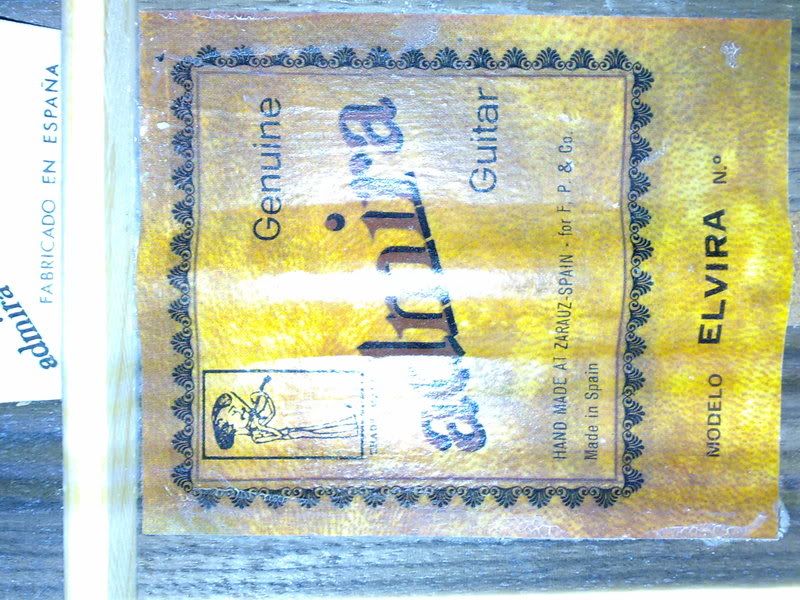 Genuine
admira
Guitar
HAND MADE AT ZARAUZ-SPAIN - for F. P. & Co.
Made in Spain
MODELO ELVIRA N.º
admira
FABRICADO EN ESPAÑA